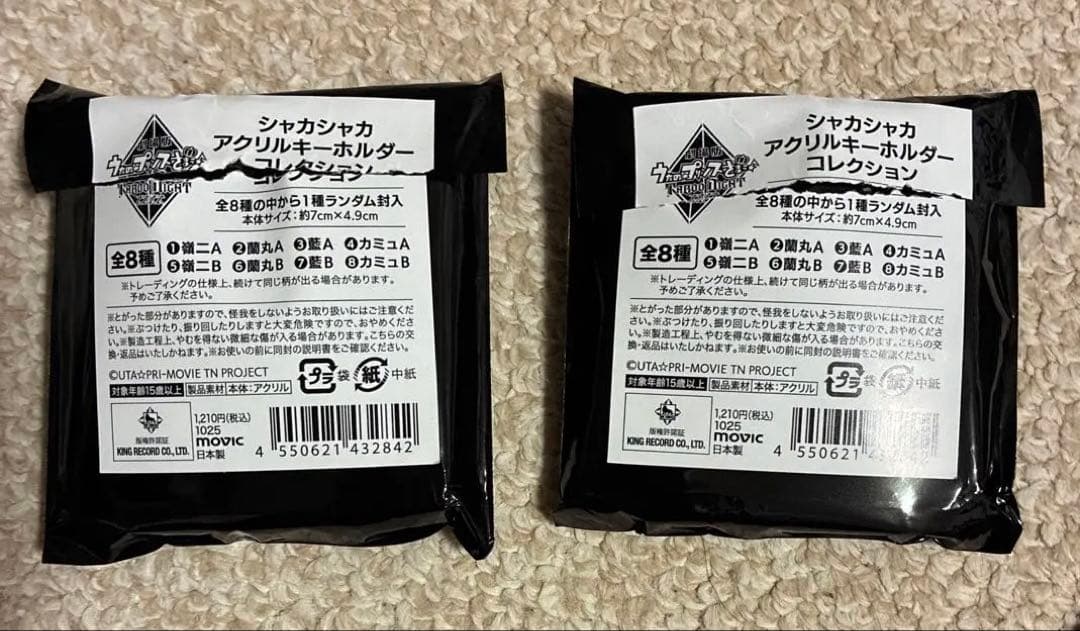 シャカシャカ
アクリルキーホルダー
コレクション
TABOO NIGHT
全8種の中から1種ランダム封入
本体サイズ:約7cm×4.9cm
全8種
❶嶺二A ❷蘭丸A ❸藍A ❹カミュA
❺嶺二B ❻蘭丸B ❼藍B ❽カミュB
※トレーディングの仕様上、続けて同じ柄が出る場合があります。
予めご了承ください。
※とがった部分がありますので、怪我をしないようお取り扱いにはご注意くだ
さい。※ぶつけたり、振り回したりしますと大変危険ですので、おやめくださ
い。※製造工程上、やむを得ない微細な傷が入る場合があります。こちらの交
換・返品はいたしかねます。※お使いの前に同封の説明書をご確認ください。
©UTA☆PRI-MOVIE TN PROJECT
プラ 袋 紙 中紙
対象年齢15歳以上 製品素材 本体:アクリル
版権許諾証
KING RECORD CO., LTD.
1,210円(税込)
1025
movic
日本製
4 550621 432842
シャカシャカ
アクリルキーホルダー
コレクション
TABOO NIGHT
全8種の中から1種ランダム封入
本体サイズ:約7cm×4.9cm
全8種
❶嶺二A ❷蘭丸A ❸藍A ❹カミュA
❺嶺二B ❻蘭丸B ❼藍B ❽カミュB
※トレーディングの仕様上、続けて同じ柄が出る場合があります。
予めご了承ください。
※とがった部分がありますので、怪我をしないようお取り扱いにはご注意くだ
さい。※ぶつけたり、振り回したりしますと大変危険ですので、おやめくださ
い。※製造工程上、やむを得ない微細な傷が入る場合があります。こちらの交
換・返品はいたしかねます。※お使いの前に同封の説明書をご確認ください。
©UTA☆PRI-MOVIE TN PROJECT
プラ 袋 紙 中紙
対象年齢15歳以上 製品素材 本体:アクリル
版権許諾証
KING RECORD CO., LTD.
1,210円(税込)
1025
movic
日本製
4 550621